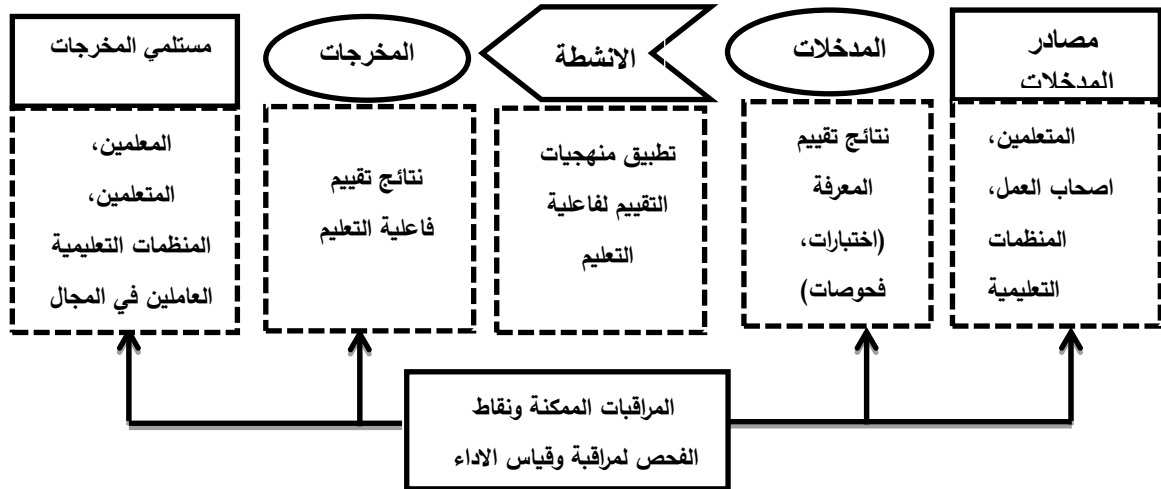 مصادر
المدخلات
المتعلمين،
اصحاب العمل،
المنظمات
التعليمية
المدخلات
نتائج تقييم
المعرفة
(اختبارات،
فحوصات)
الانشطة
تطبيق منهجيات
التقييم لفاعلية
التعليم
المخرجات
نتائج تقييم
فاعلية التعليم
مستلمي المخرجات
المعلمين،
المتعلمين،
المنظمات التعليمية
العاملين في المجال
المراقبات الممكنة ونقاط
الفحص لمراقبة وقياس الاداء